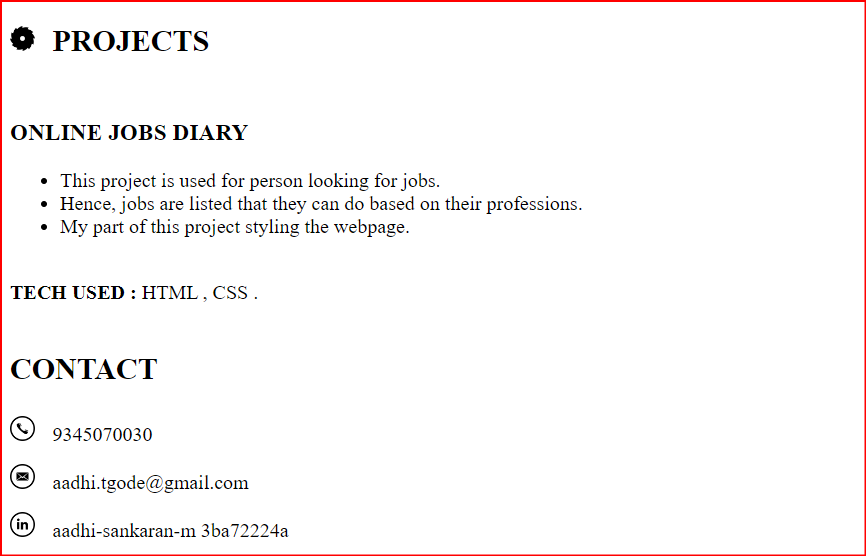 PROJECTS
ONLINE JOBS DIARY
This project is used for person looking for jobs.
Hence, jobs are listed that they can do based on their professions.
My part of this project styling the webpage.
TECH USED : HTML , CSS .
CONTACT
9345070030
aadhi.tgode@gmail.com
in aadhi-sankaran-m 3ba72224a